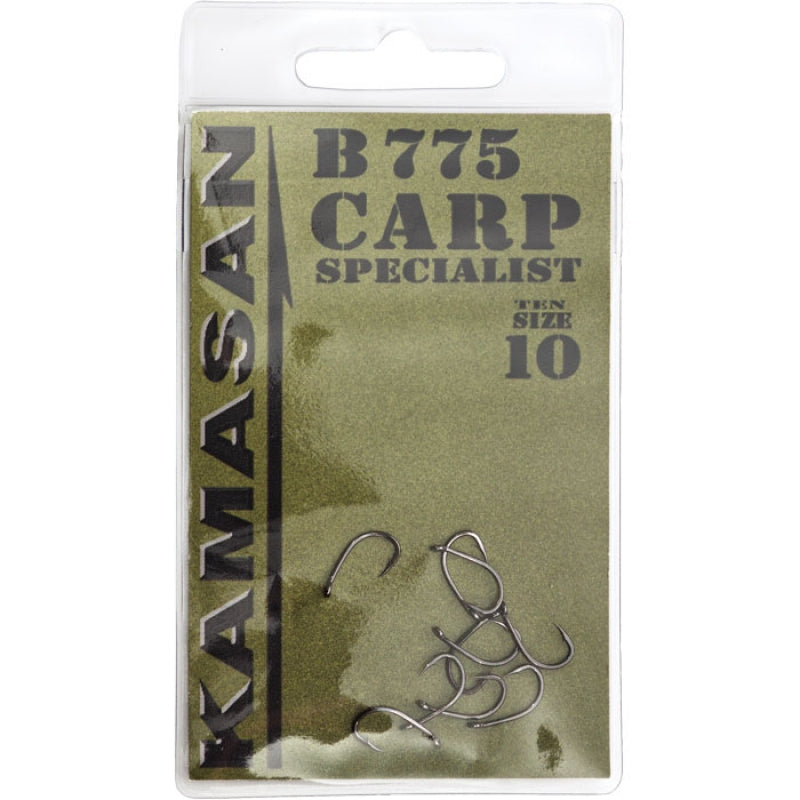 KAMASAN
B 775
CARP
SPECIALIST
TEN
SIZE
10